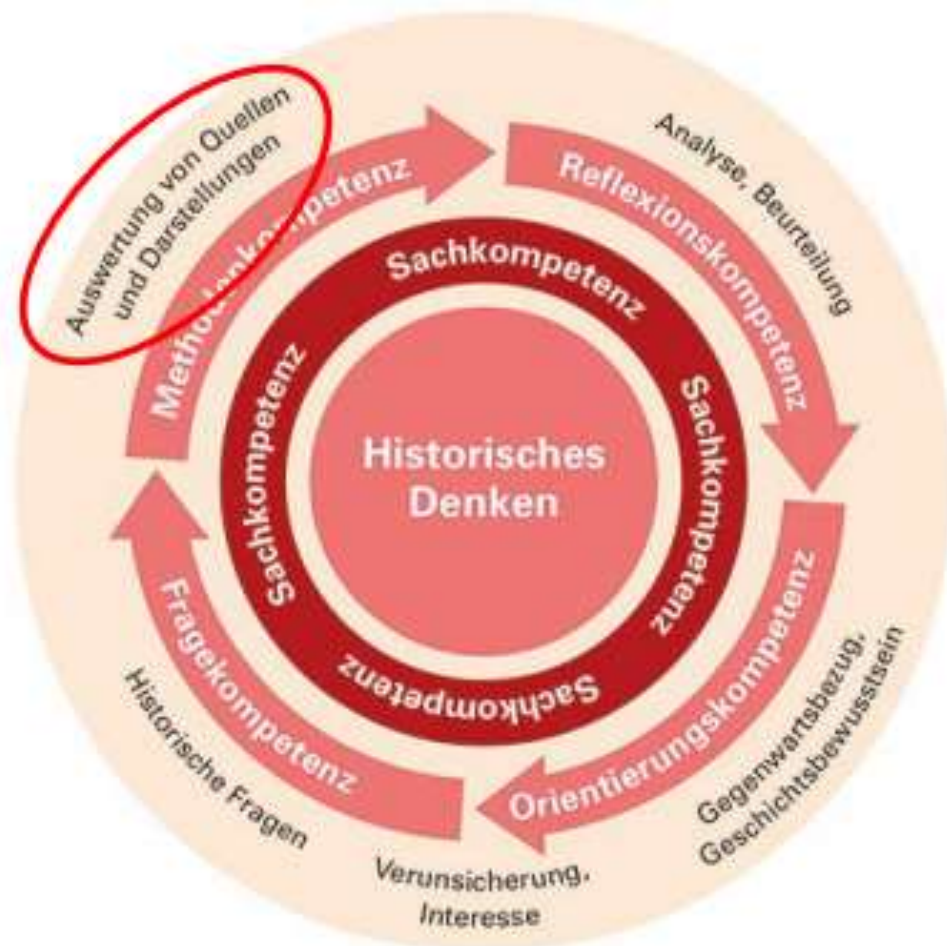 Auswertung von Quellen
und Darstellungen
Methodenkompetenz
Reflexionskompetenz
Analyse, Beurteilung
Sachkompetenz
Sachkompetenz
Sachkompetenz
Sachkompetenz
Historisches
Denken
Orientierungskompetenz
Gegenwartsbezug,
Geschichtsbewusstsein
Fragekompetenz
Historische Fragen
Verunsicherung,
Interesse